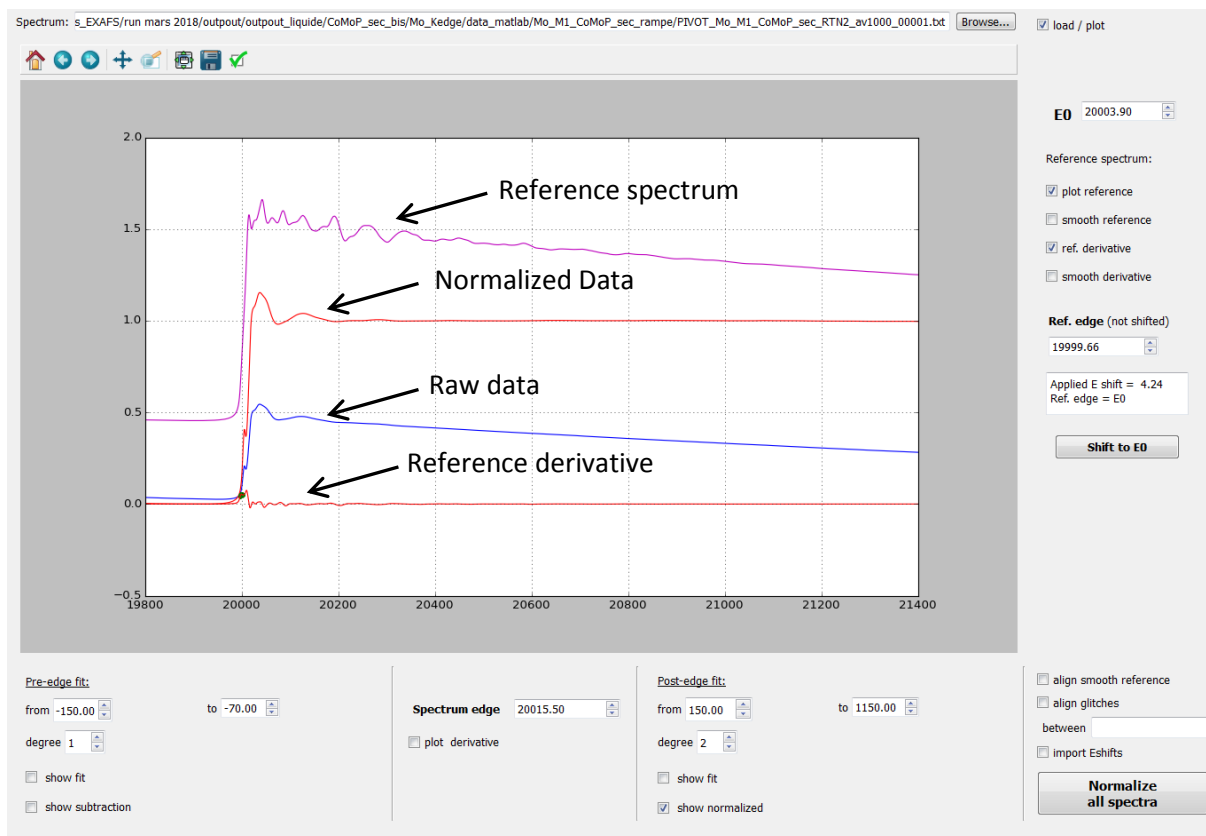 Spectrum: s_EXAFS/run mars 2018/outpout/outpout_liquide/CoMoP_sec_bis/Mo_Kedge/data_matlab/Mo_M1_CoMoP_sec_rampe/PIVOT_Mo_M1_CoMoP_sec_RTN2_av1000_00001.txt Browse... load / plot
E0 20003.90
Reference spectrum:
plot reference
smooth reference
ref. derivative
smooth derivative
Ref. edge (not shifted)
19999.66
Applied E shift = 4.24
Ref. edge = E0
Shift to E0
2.0
1.5
1.0
0.5
0.0
−0.5
19800 20000 20200 20400 20600 20800 21000 21200 21400
Reference spectrum
Normalized Data
Raw data
Reference derivative
Pre-edge fit:
from -150.00 to -70.00
degree 1
show fit
show subtraction
Spectrum edge 20015.50
plot derivative
Post-edge fit:
from 150.00 to 1150.00
degree 2
show fit
show normalized
align smooth reference
align glitches
between
import Eshifts
Normalize
all spectra